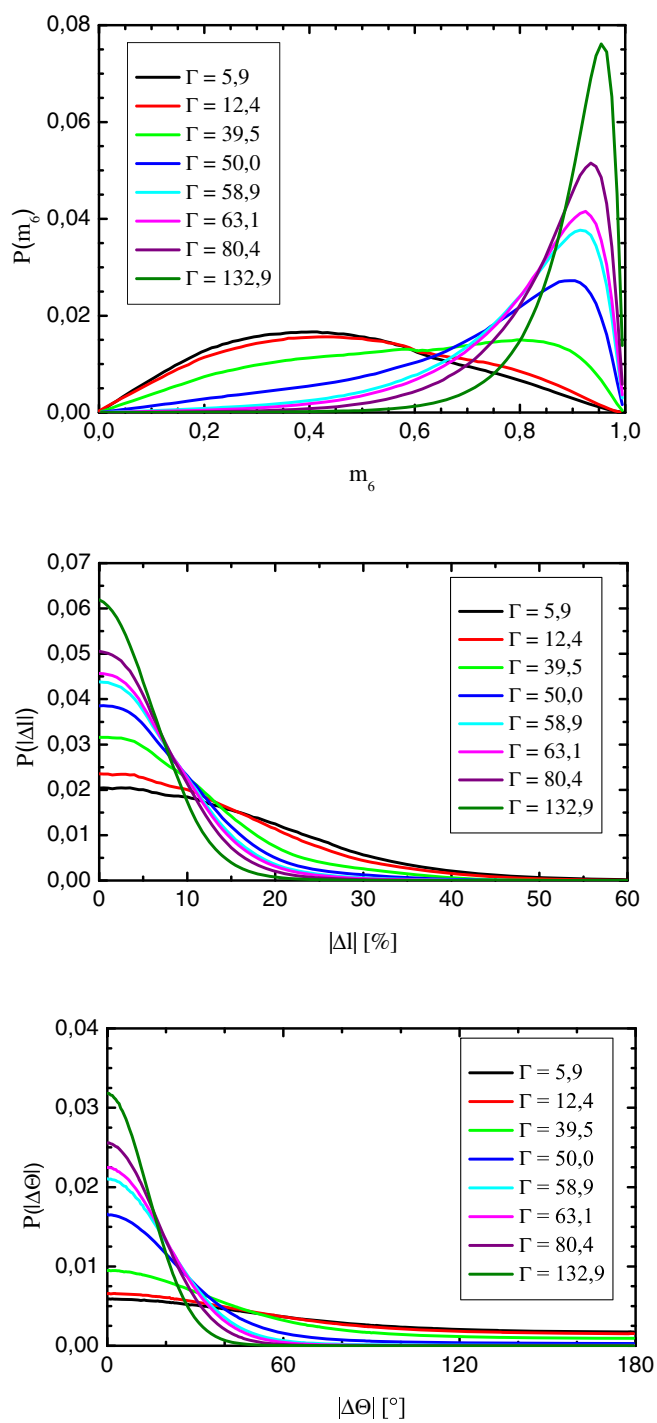 0,08
0,06
0,04
0,02
0,00
P(m₆)
Γ = 5,9
Γ = 12,4
Γ = 39,5
Γ = 50,0
Γ = 58,9
Γ = 63,1
Γ = 80,4
Γ = 132,9
0,0 0,2 0,4 0,6 0,8 1,0
m₆
0,07
0,06
0,05
0,04
0,03
0,02
0,01
0,00
P(|Δl|)
Γ = 5,9
Γ = 12,4
Γ = 39,5
Γ = 50,0
Γ = 58,9
Γ = 63,1
Γ = 80,4
Γ = 132,9
0 10 20 30 40 50 60
|Δl| [%]
0,04
0,03
0,02
0,01
0,00
P(|ΔΘ|)
Γ = 5,9
Γ = 12,4
Γ = 39,5
Γ = 50,0
Γ = 58,9
Γ = 63,1
Γ = 80,4
Γ = 132,9
0 60 120 180
|ΔΘ| [°]